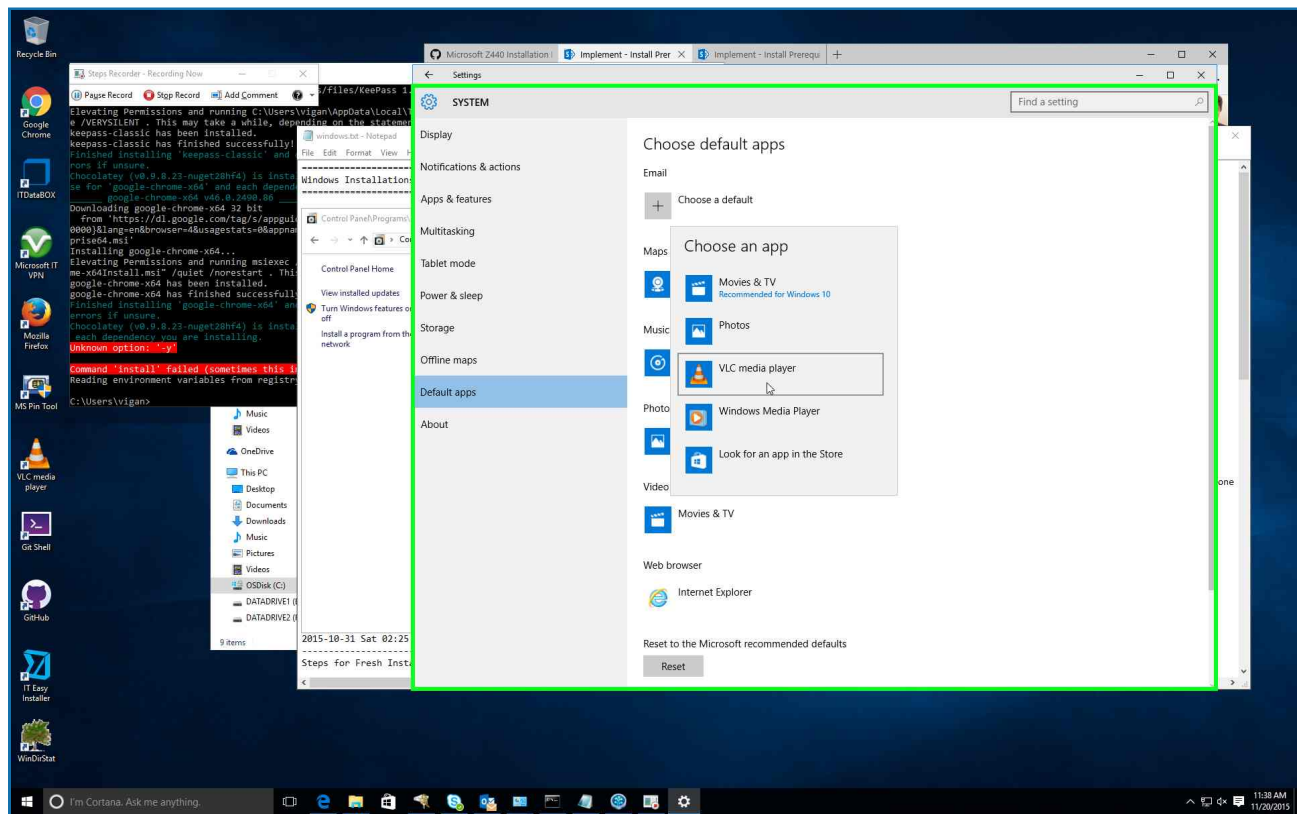 Recycle Bin
Google Chrome
ITDataBOX
Microsoft IT VPN
Mozilla Firefox
MS Pin Tool
VLC media player
Git Shell
GitHub
IT Easy Installer
WinDirStat
Steps Recorder - Recording Now
Pause Record Stop Record Add Comment
/files/KeePass 1.
Elevating Permissions and running C:\Users\vigan\AppData\Local\
e /VERYSILENT . This may take a while, depending on the statemen
keepass-classic has been installed.
keepass-classic has finished successfully!
Finished installing 'keepass-classic' and
rors if unsure.
Chocolatey (v0.9.8.23-nuget28hf4) is insta
se for 'google-chrome-x64' and each depend
google-chrome-x64 v46.0.2490.86
Downloading google-chrome-x64 32 bit
from 'https://dl.google.com/tag/s/appgui
0000}&lang=en&browser=4&usagestats=0&appnam
prise64.msi'
Installing google-chrome-x64...
Elevating Permissions and running msiexec
me-x64Install.msi" /quiet /norestart . Thi
google-chrome-x64 has been installed.
google-chrome-x64 has finished successfull
Finished installing 'google-chrome-x64' an
errors if unsure.
Chocolatey (v0.9.8.23-nuget28hf4) is insta
each dependency you are installing.
Unknown option: '-y'
Command 'install' failed (sometimes this i
Reading environment variables from registr
C:\Users\vigan>
windows.txt - Notepad
File Edit Format View H
Windows Installation
Control Panel\Programs\
Co
Control Panel Home
View installed updates
Turn Windows features o
off
Install a program from th
network
Music
Videos
OneDrive
This PC
Desktop
Documents
Downloads
Music
Pictures
Videos
OSDisk (C:)
DATADRIVE1 (
DATADRIVE2 (
9 items
2015-10-31 Sat 02:25
Steps for Fresh Inst
one
Microsoft Z440 Installation
Implement - Install Prer
Implement - Install Prerequi
Settings
SYSTEM
Find a setting
Display
Notifications & actions
Apps & features
Multitasking
Tablet mode
Power & sleep
Storage
Offline maps
Default apps
About
Choose default apps
Email
Choose a default
Maps
Music
Photo
Video
Choose an app
Movies & TV
Recommended for Windows 10
Photos
VLC media player
Windows Media Player
Look for an app in the Store
Movies & TV
Web browser
Internet Explorer
Reset to the Microsoft recommended defaults
Reset
I'm Cortana. Ask me anything.
11:38 AM
11/20/2015